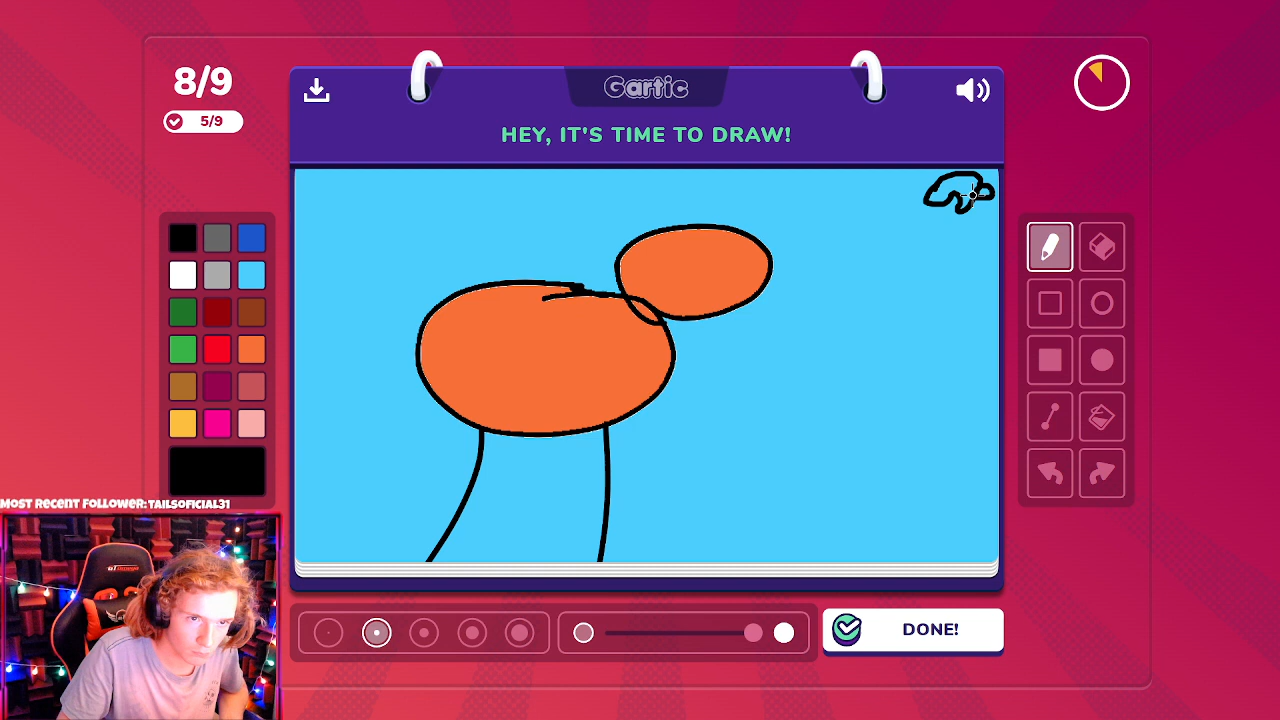 8/9
5/9
Gartic
HEY, IT'S TIME TO DRAW!
MOST RECENT FOLLOWER: TAILSOFICIAL31
DONE!